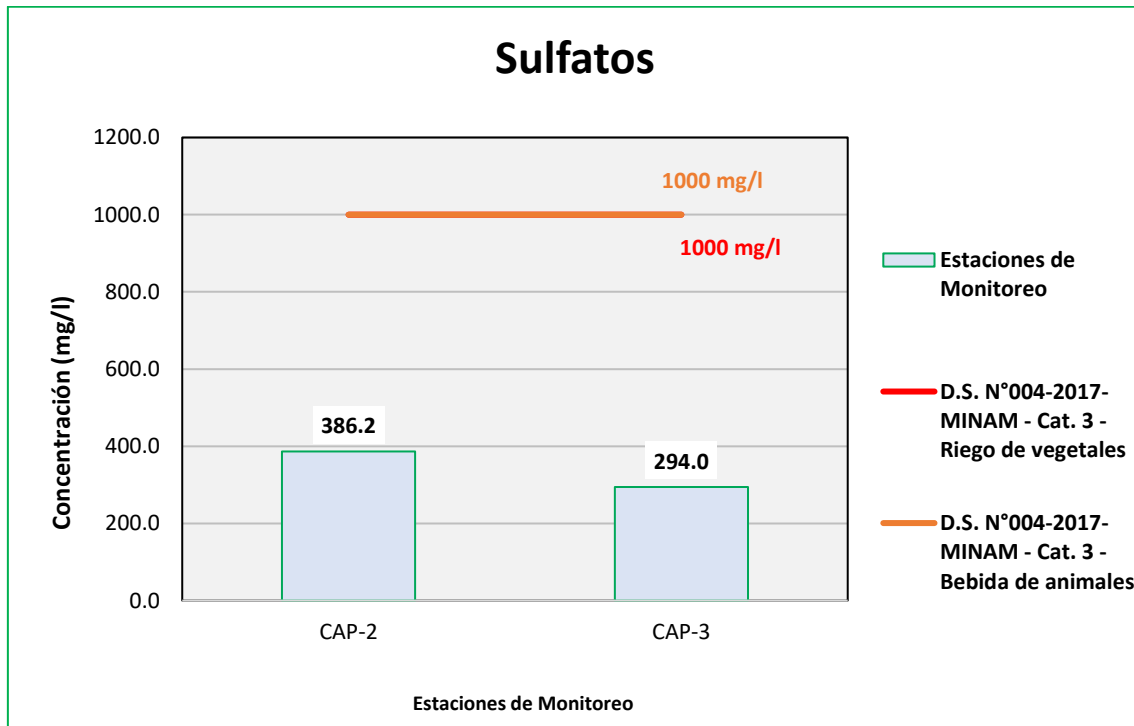 Sulfatos
Concentración (mg/l)
1200.0
1000.0
800.0
600.0
400.0
200.0
0.0
1000 mg/l
1000 mg/l
386.2
294.0
CAP-2
CAP-3
Estaciones de Monitoreo
Estaciones de
Monitoreo
D.S. N°004-2017-
MINAM - Cat. 3 -
Riego de vegetales
D.S. N°004-2017-
MINAM - Cat. 3 -
Bebida de animales